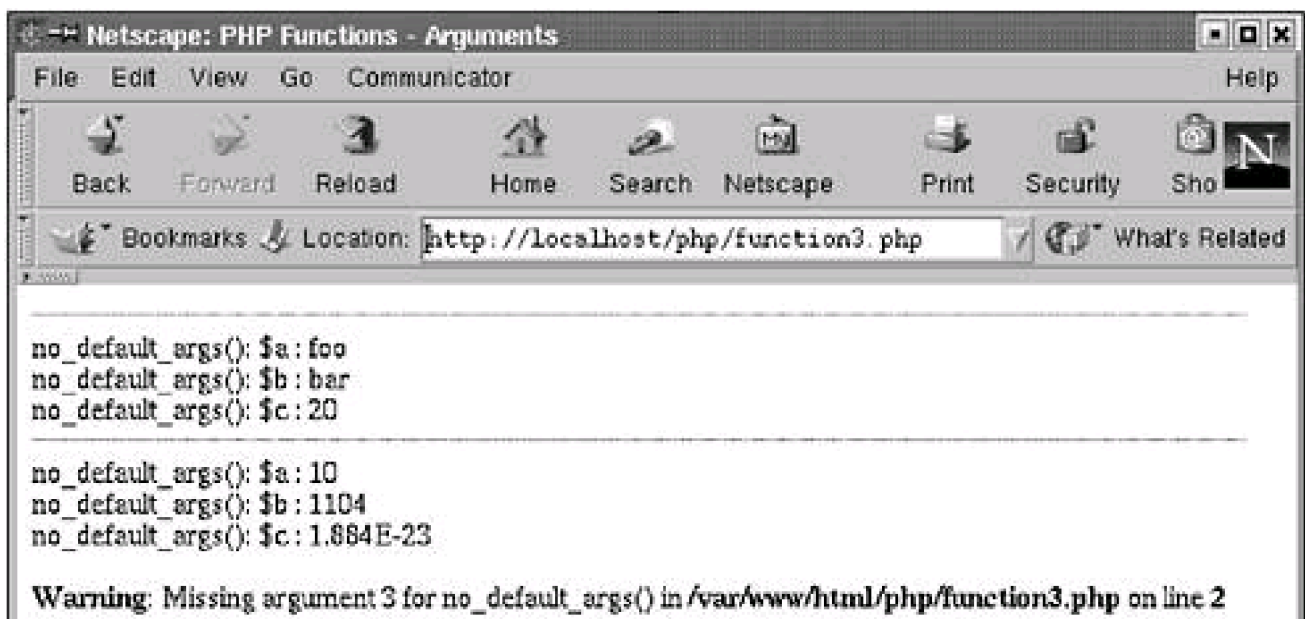 Netscape: PHP Functions - Arguments
File Edit View Go Communicator Help
Back Forward Reload Home Search Netscape Print Security Sho N
My
Bookmarks Location: http://localhost/php/function3.php What's Related
no_default_args(): $a : foo
no_default_args(): $b : bar
no_default_args(): $c : 20
no_default_args(): $a : 10
no_default_args(): $b : 1104
no_default_args(): $c : 1.884E-23
Warning: Missing argument 3 for no_default_args() in /var/www/html/php/function3.php on line 2